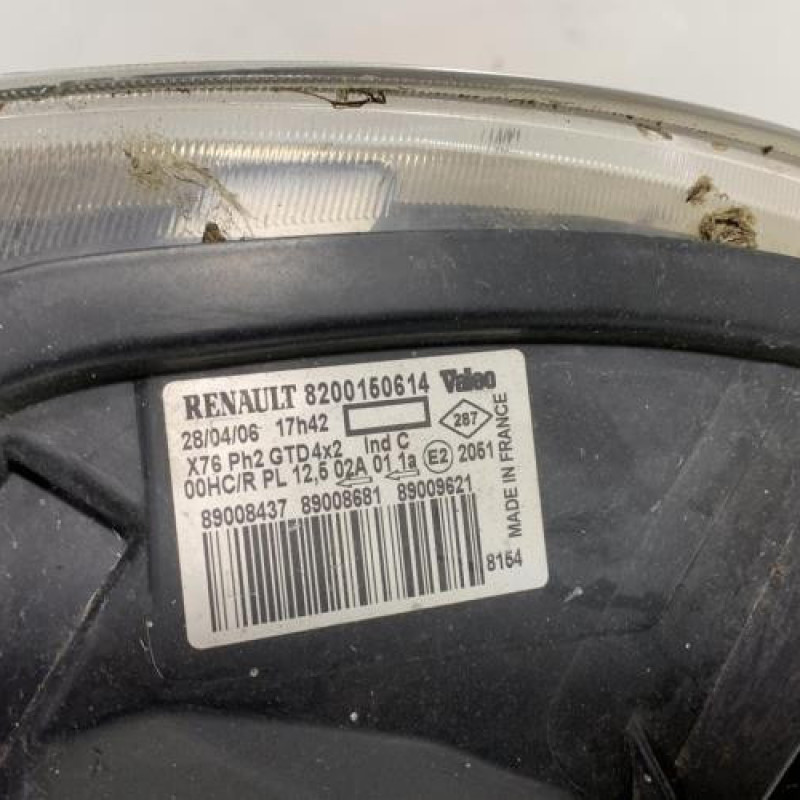 RENAULT 8200150614 Valeo
28/04/06 17h42 287
X76 Ph2 GTD4x2 Ind C
00HC/R PL 12,5 02A 01 1a E2 2051
89008437 89008681 89009621
8154
MADE IN FRANCE